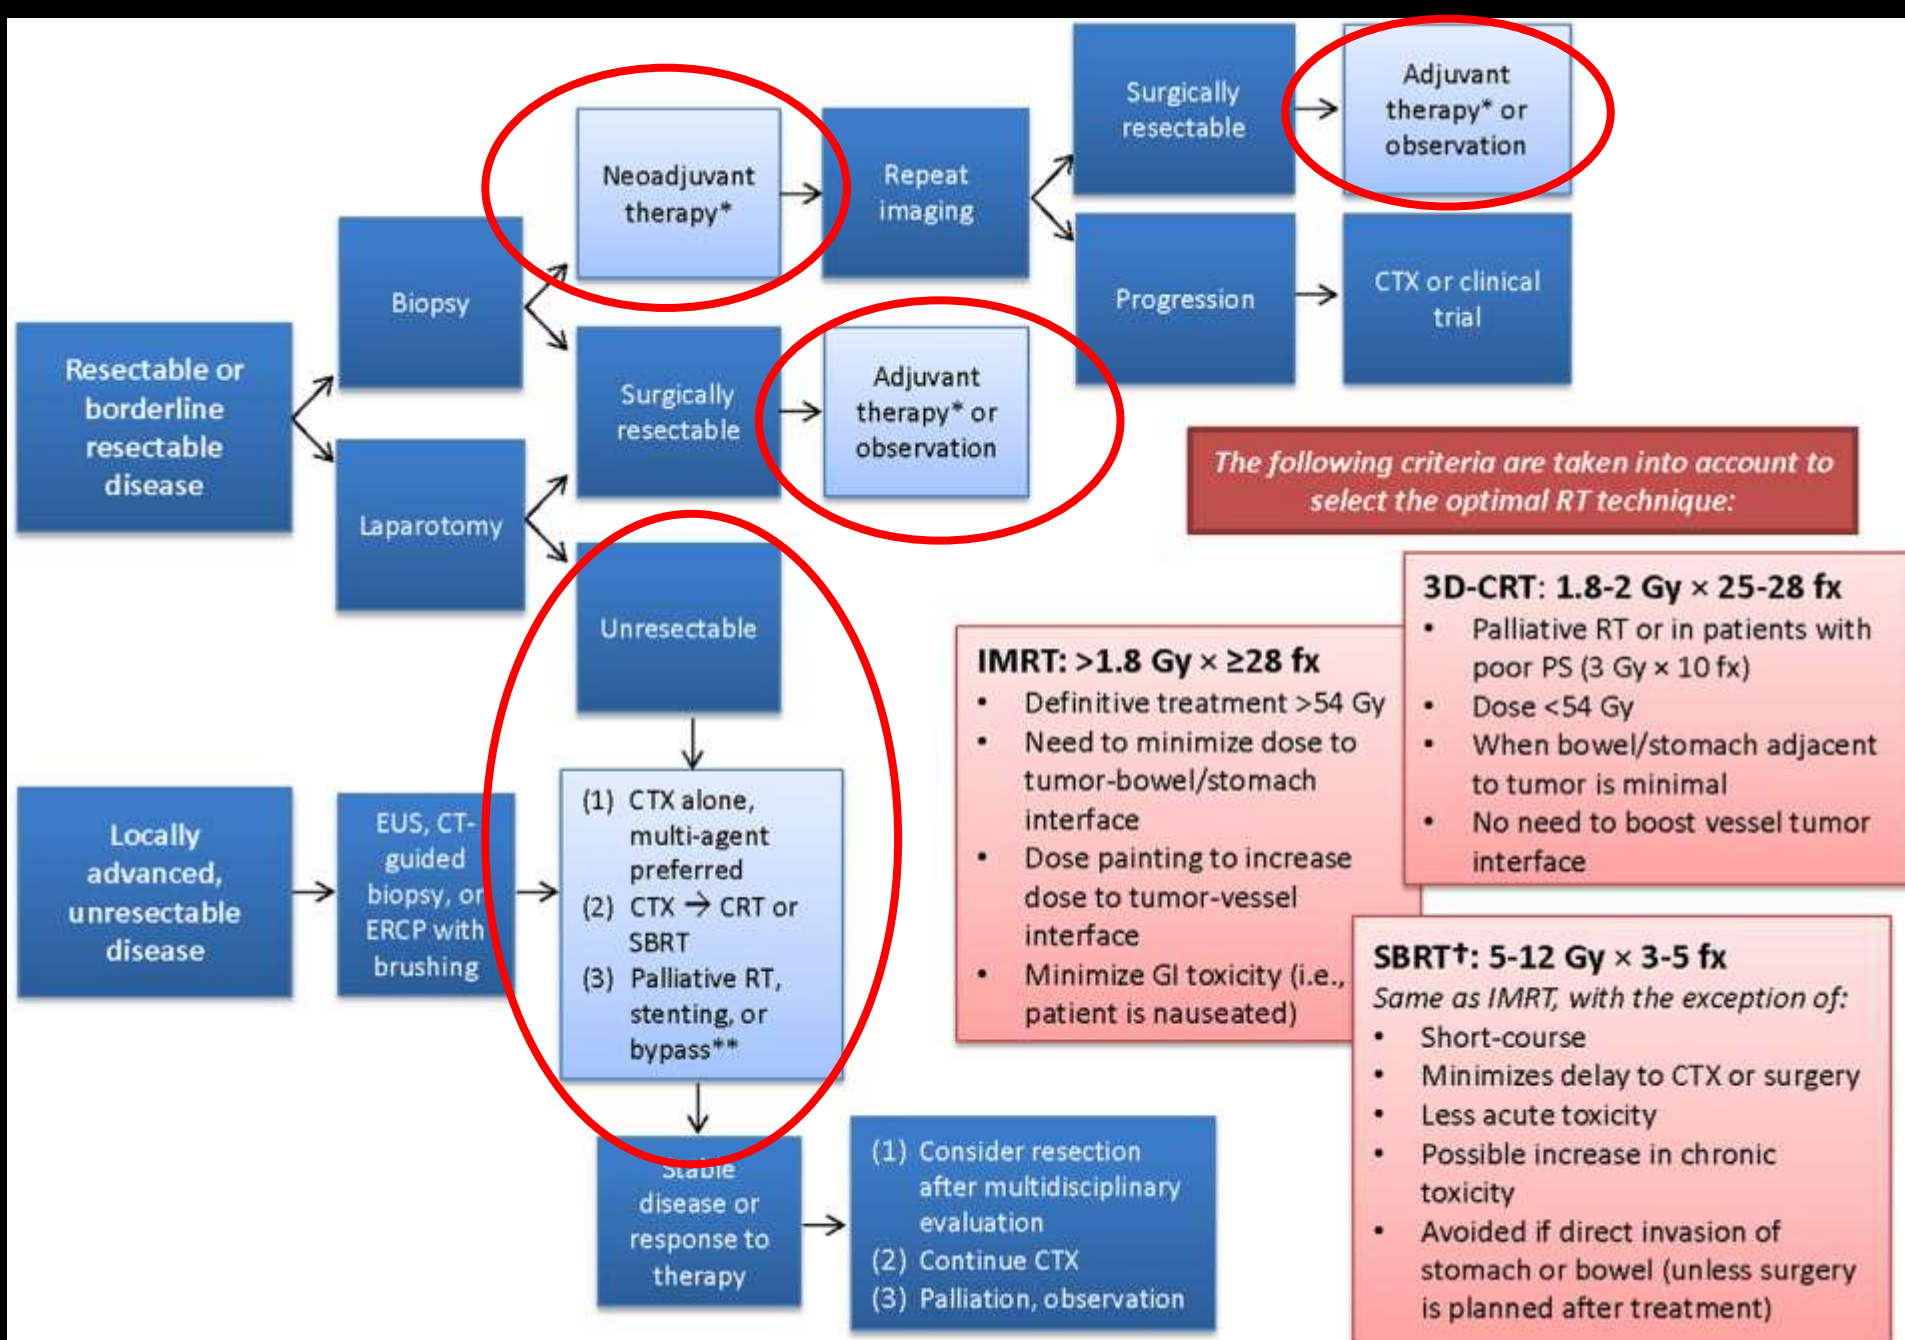 Resectable or
borderline
resectable
disease
Biopsy
Laparotomy
Neoadjuvant
therapy*
Surgically
resectable
Unresectable
Repeat
imaging
Adjuvant
therapy* or
observation
Surgically
resectable
Progression
Adjuvant
therapy* or
observation
CTX or clinical
trial
Locally
advanced,
unresectable
disease
EUS, CT-
guided
biopsy, or
ERCP with
brushing
(1) CTX alone,
multi-agent
preferred
(2) CTX → CRT or
SBRT
(3) Palliative RT,
stenting, or
bypass**
Stable
disease or
response to
therapy
(1) Consider resection
after multidisciplinary
evaluation
(2) Continue CTX
(3) Palliation, observation
The following criteria are taken into account to
select the optimal RT technique:
IMRT: >1.8 Gy × ≥28 fx
• Definitive treatment >54 Gy
• Need to minimize dose to
tumor-bowel/stomach
interface
• Dose painting to increase
dose to tumor-vessel
interface
• Minimize GI toxicity (i.e.,
patient is nauseated)
3D-CRT: 1.8-2 Gy × 25-28 fx
• Palliative RT or in patients with
poor PS (3 Gy × 10 fx)
• Dose <54 Gy
• When bowel/stomach adjacent
to tumor is minimal
• No need to boost vessel tumor
interface
SBRT†: 5-12 Gy × 3-5 fx
Same as IMRT, with the exception of:
• Short-course
• Minimizes delay to CTX or surgery
• Less acute toxicity
• Possible increase in chronic
toxicity
• Avoided if direct invasion of
stomach or bowel (unless surgery
is planned after treatment)